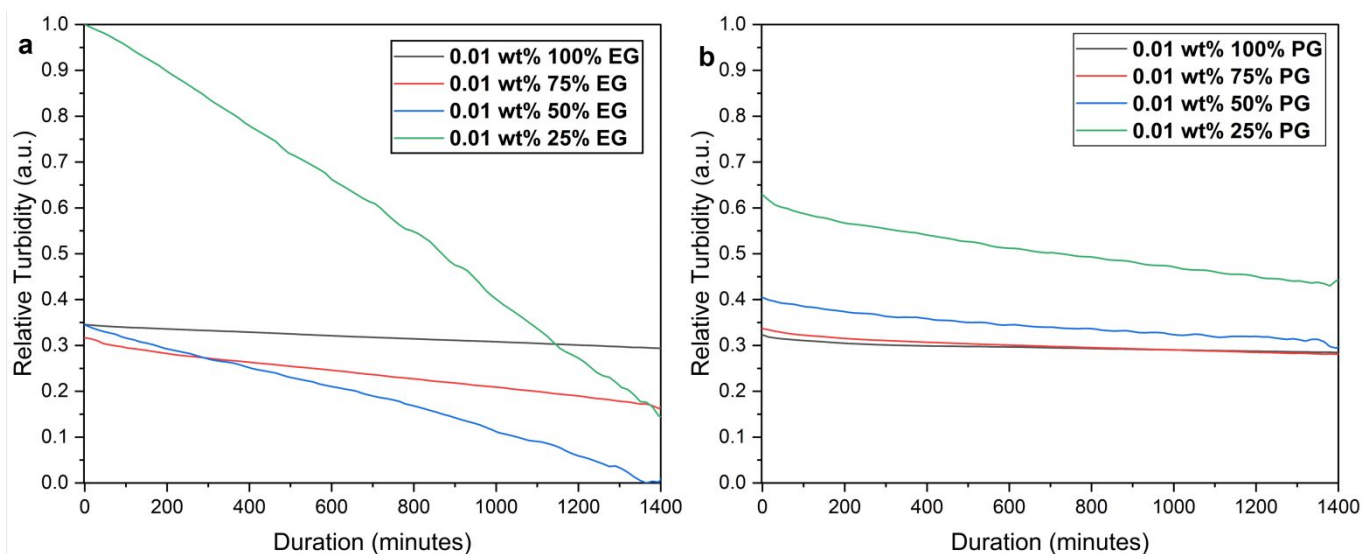 a
Relative Turbidity (a.u.)
1.0
0.9
0.8
0.7
0.6
0.5
0.4
0.3
0.2
0.1
0.0
0.01 wt% 100% EG
0.01 wt% 75% EG
0.01 wt% 50% EG
0.01 wt% 25% EG
0 200 400 600 800 1000 1200 1400
Duration (minutes)
b
Relative Turbidity (a.u.)
1.0
0.9
0.8
0.7
0.6
0.5
0.4
0.3
0.2
0.1
0.0
0.01 wt% 100% PG
0.01 wt% 75% PG
0.01 wt% 50% PG
0.01 wt% 25% PG
0 200 400 600 800 1000 1200 1400
Duration (minutes)